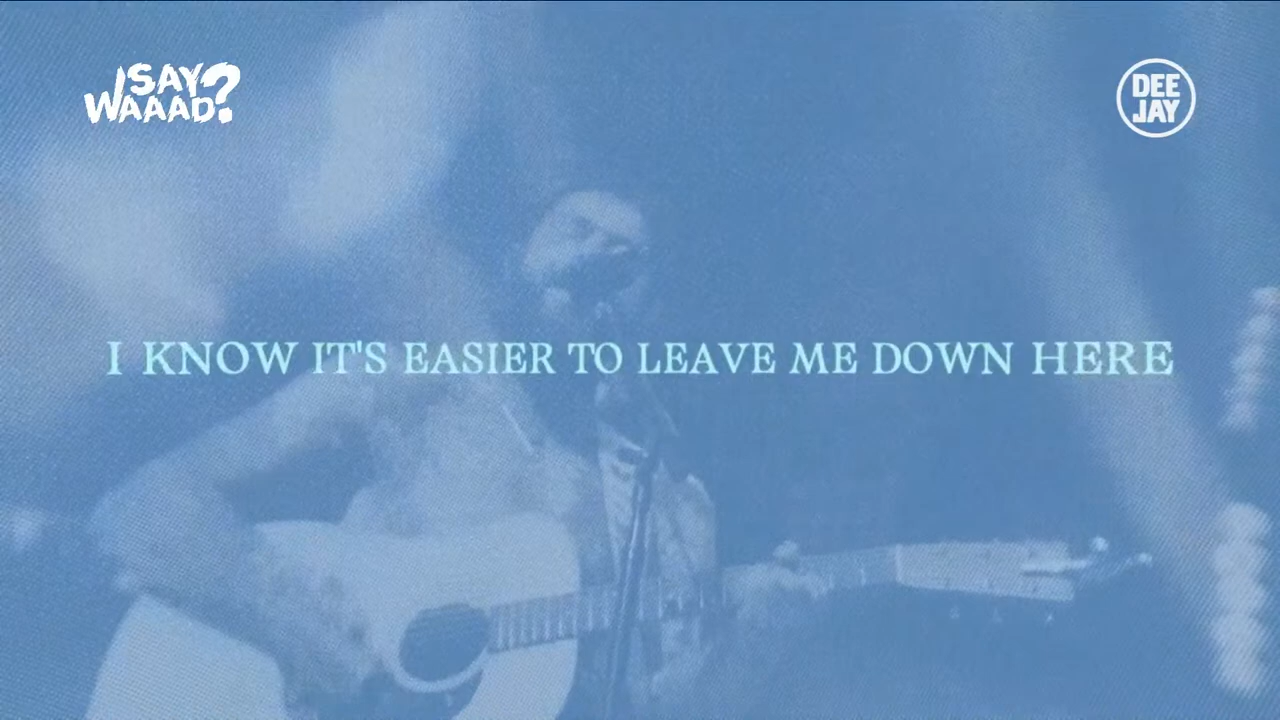 SAY
WAAAD?
DEE
JAY
I KNOW IT'S EASIER TO LEAVE ME DOWN HERE